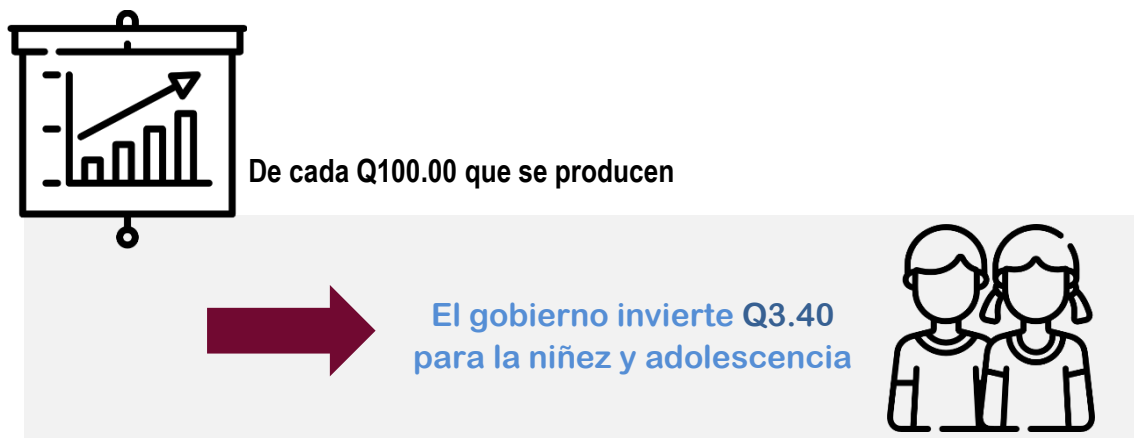 De cada Q100.00 que se producen
El gobierno invierte Q3.40
para la niñez y adolescencia